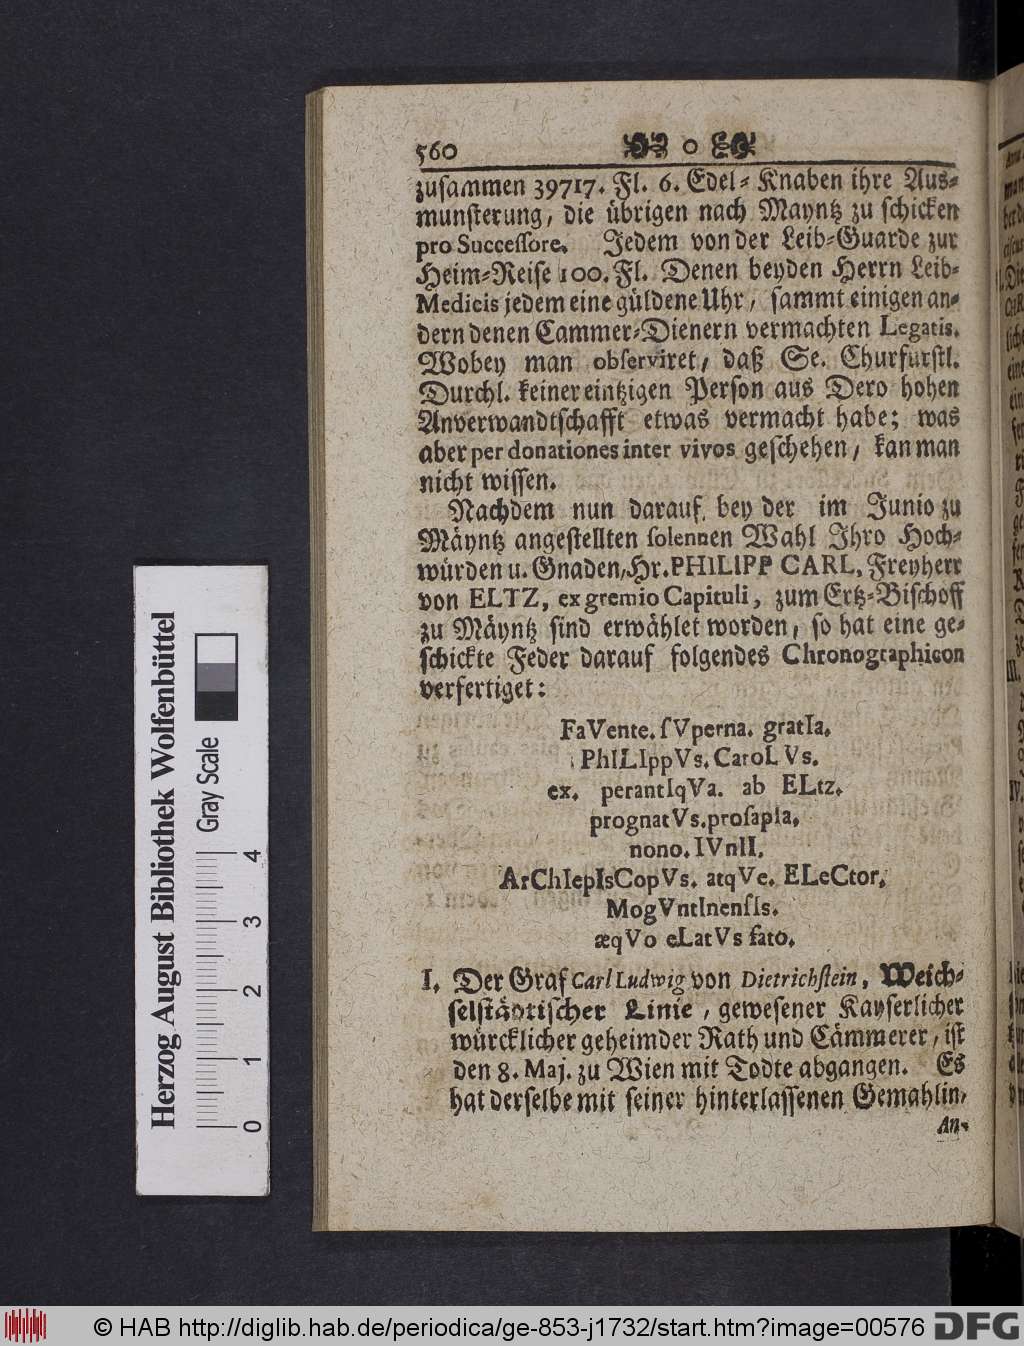 560 o
zusammen 39717. Fl. 6. Edel-Knaben ihre Aus-
munsterung, die übrigen nach Mayntz zu schicken
pro Successore. Jedem von der Leib-Guarde zur
Heim-Reise 100. Fl. Denen beyden Herrn Leib-
Medicis jedem eine güldene Uhr, sammt einigen an-
dern denen Cammer-Dienern vermachten Legatis.
Wobey man observiret, daß Se. Churfurstl.
Durchl. keiner eintzigen Person aus Dero hohen
Anverwandtschafft etwas vermacht habe; was
aber per donationes inter vivos geschehen, kan man
nicht wissen.
Nachdem nun darauf bey der im Junio zu
Mäyntz angestellten solennen Wahl Ihro Hoch-
würden u. Gnaden, Hr. PHILIPP CARL, Freyherr
von ELTZ, ex gremio Capituli, zum Ertz-Bischoff
zu Mäyntz sind erwählet worden, so hat eine ge-
schickte Feder darauf folgendes Chronographicon
verfertiget:
FaVente. ſVperna. gratIa.
PhILIppVs. CaroLVs.
ex. perantIqVa. ab ELtz.
prognatVs. proſapIa.
nono. IVnII.
ArChIepIsCopVs. atqVe. ELeCtor.
MogVntInenſIs.
æqVo eLatVs fato.
I. Der Graf Carl Ludwig von Dietrichſtein, Weich-
selstädtischer Linie, gewesener Kayserlicher
würcklicher geheimder Rath und Cämmerer, ist
den 8. Maj. zu Wien mit Todte abgangen. Es
hat derselbe mit seiner hinterlassenen Gemahlin,
An-
Herzog August Bibliothek Wolfenbüttel
Gray Scale
0 1 2 3 4
© HAB http://diglib.hab.de/periodica/ge-853-j1732/start.htm?image=00576 DFG